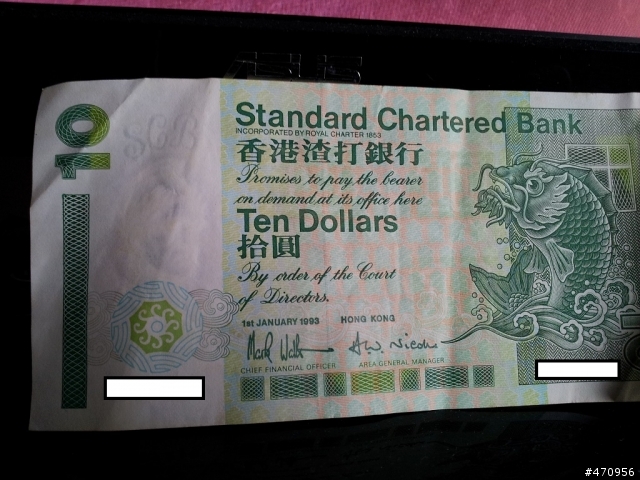 10
Standard Chartered Bank
INCORPORATED BY ROYAL CHARTER 1853
香港渣打銀行
Promises to pay the bearer
on demand at its office here
Ten Dollars
拾圓
By order of the Court
of Directors.
1st JANUARY 1993 HONG KONG
CHIEF FINANCIAL OFFICER AREA GENERAL MANAGER
#470956